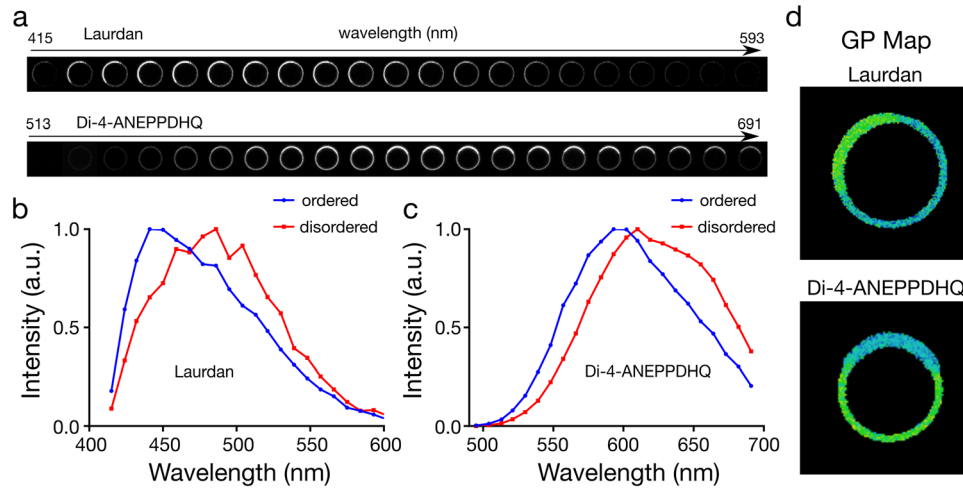 a
415 Laurdan wavelength (nm) 593
513 Di-4-ANEPPDHQ 691
b
ordered
disordered
1.0
0.5
0.0
Intensity (a.u.)
Laurdan
400 450 500 550 600
Wavelength (nm)
c
ordered
disordered
1.0
0.5
0.0
Intensity (a.u.)
Di-4-ANEPPDHQ
500 550 600 650 700
Wavelength (nm)
d
GP Map
Laurdan
Di-4-ANEPPDHQ